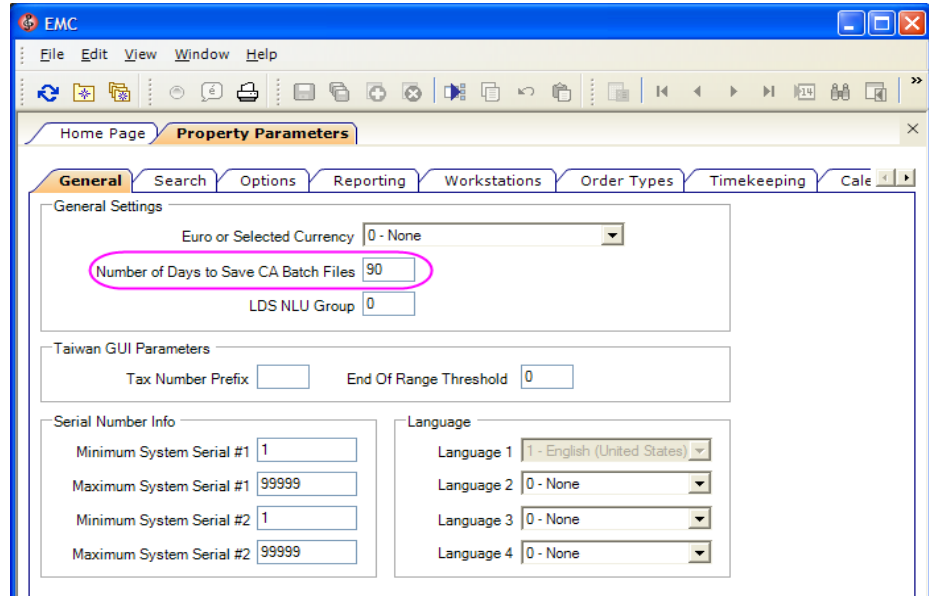 EMC
File Edit View Window Help
é 14 »
Home Page Property Parameters ×
General Search Options Reporting Workstations Order Types Timekeeping Cale
General Settings
Euro or Selected Currency 0 - None
Number of Days to Save CA Batch Files 90
LDS NLU Group 0
Taiwan GUI Parameters
Tax Number Prefix End Of Range Threshold 0
Serial Number Info Language
Minimum System Serial #1 1 Language 1 1 - English (United States)
Maximum System Serial #1 99999 Language 2 0 - None
Minimum System Serial #2 1 Language 3 0 - None
Maximum System Serial #2 99999 Language 4 0 - None